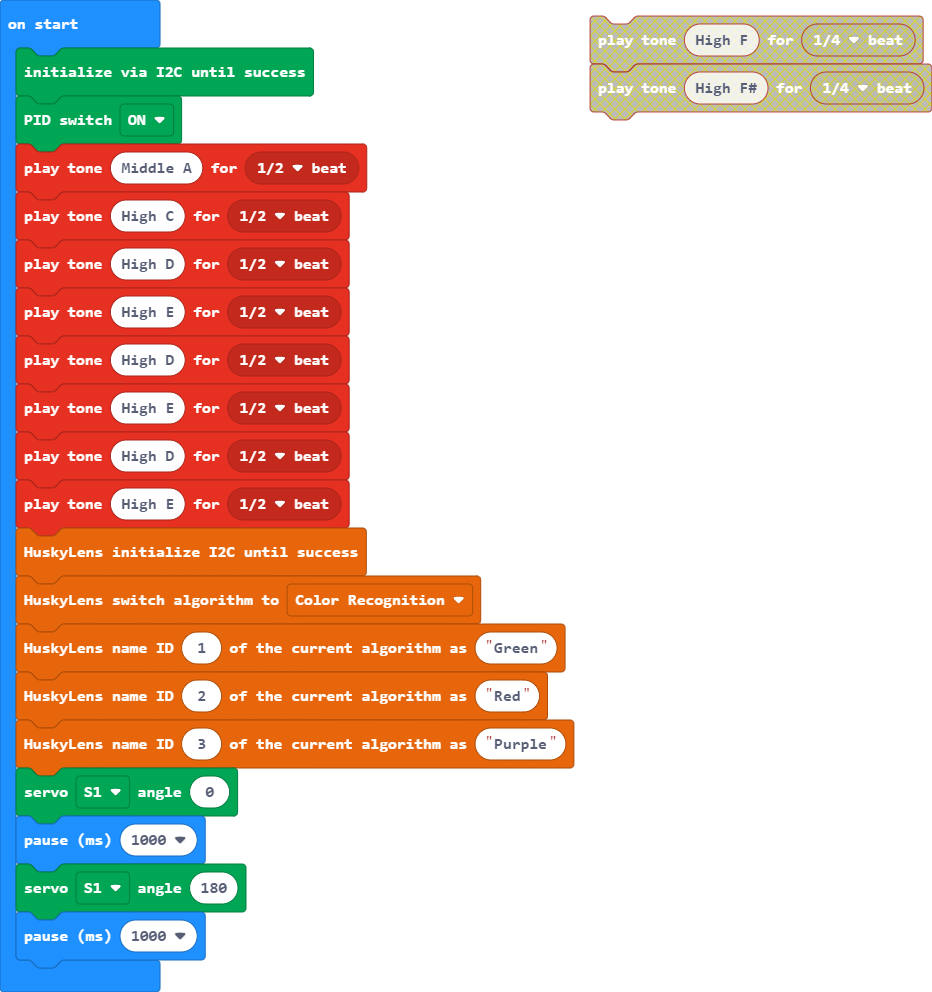 on start
initialize via I2C until success
PID switch ON
play tone Middle A for 1/2 beat
play tone High C for 1/2 beat
play tone High D for 1/2 beat
play tone High E for 1/2 beat
play tone High D for 1/2 beat
play tone High E for 1/2 beat
play tone High D for 1/2 beat
play tone High E for 1/2 beat
HuskyLens initialize I2C until success
HuskyLens switch algorithm to Color Recognition
HuskyLens name ID 1 of the current algorithm as "Green"
HuskyLens name ID 2 of the current algorithm as "Red"
HuskyLens name ID 3 of the current algorithm as "Purple"
servo S1 angle 0
pause (ms) 1000
servo S1 angle 180
pause (ms) 1000
play tone High F for 1/4 beat
play tone High F# for 1/4 beat